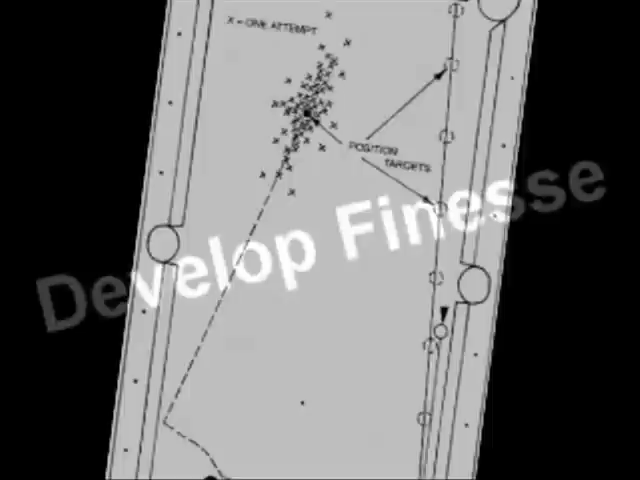 X = ONE ATTEMPT
POSITION
TARGETS
Develop Finesse